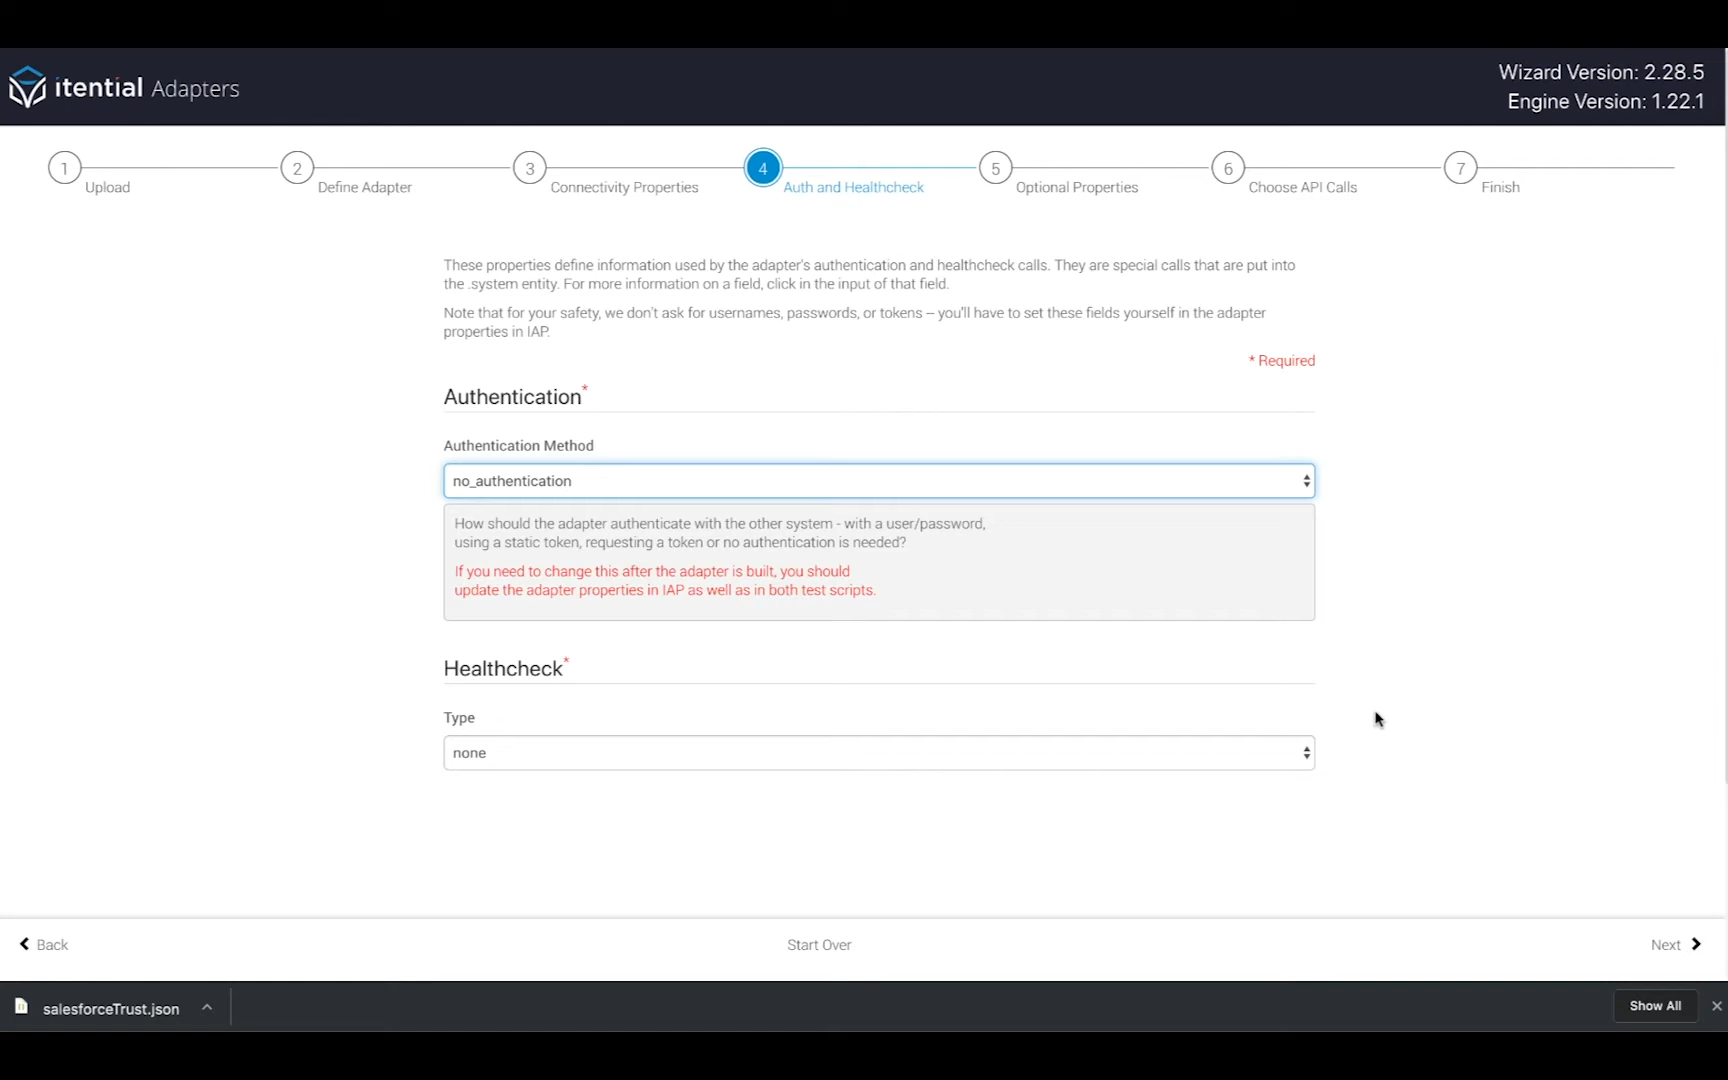 itential Adapters
Wizard Version: 2.28.5
Engine Version: 1.22.1
1
Upload
2
Define Adapter
3
Connectivity Properties
4
Auth and Healthcheck
5
Optional Properties
6
Choose API Calls
7
Finish
These properties define information used by the adapter's authentication and healthcheck calls. They are special calls that are put into
the .system entity. For more information on a field, click in the input of that field.
Note that for your safety, we don't ask for usernames, passwords, or tokens – you'll have to set these fields yourself in the adapter
properties in IAP.
* Required
Authentication*
Authentication Method
no_authentication
How should the adapter authenticate with the other system - with a user/password,
using a static token, requesting a token or no authentication is needed?
If you need to change this after the adapter is built, you should
update the adapter properties in IAP as well as in both test scripts.
Healthcheck*
Type
none
Back
Start Over
Next
salesforceTrust.json
Show All